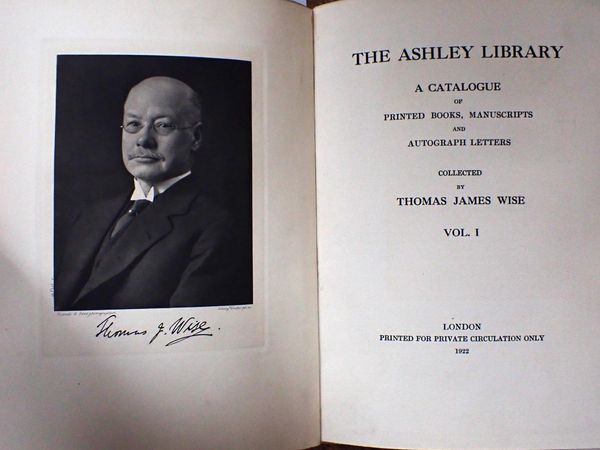 Thomas J. Wise.
THE ASHLEY LIBRARY
A CATALOGUE
OF
PRINTED BOOKS, MANUSCRIPTS
AND
AUTOGRAPH LETTERS
COLLECTED
BY
THOMAS JAMES WISE
VOL. I
LONDON
PRINTED FOR PRIVATE CIRCULATION ONLY
1922